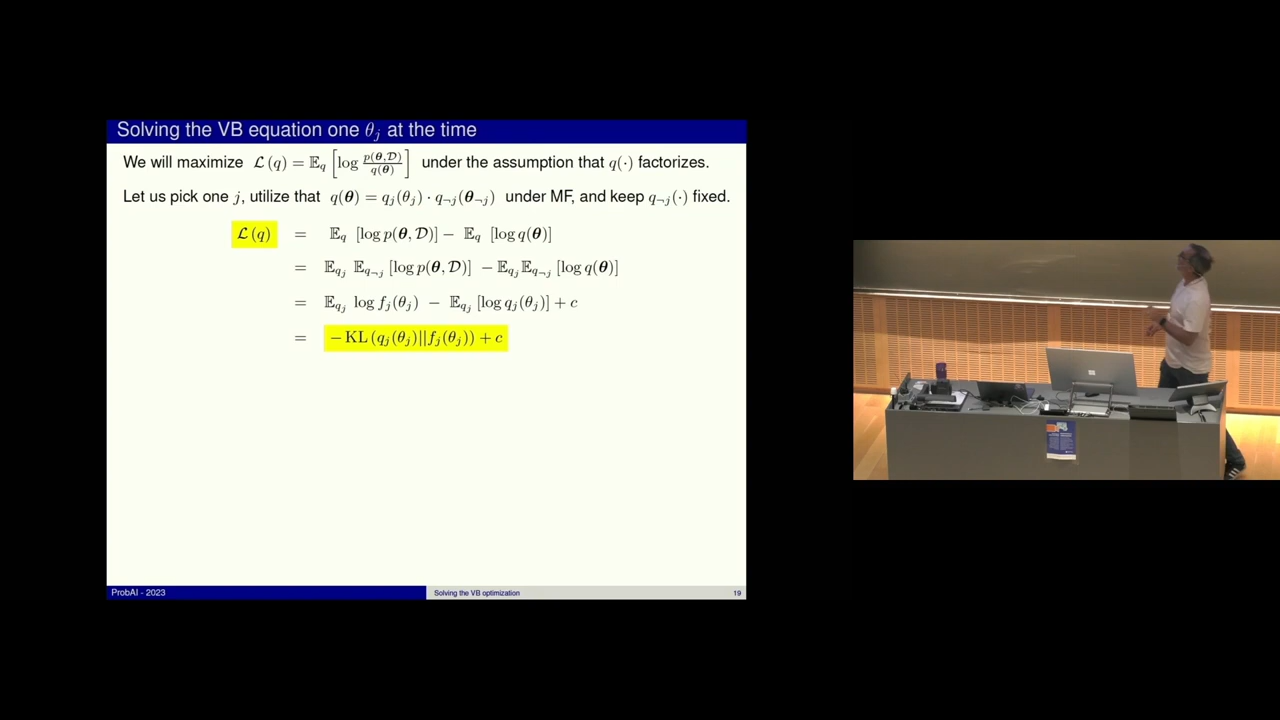 Solving the VB equation one θ_j at the time
We will maximize 𝓛(q) = 𝔼_q [log p(θ, 𝒟) / q(θ)] under the assumption that q(·) factorizes.
Let us pick one j, utilize that q(θ) = q_j(θ_j) · q_¬j(θ_¬j) under MF, and keep q_¬j(·) fixed.
𝓛(q) = 𝔼_q [log p(θ, 𝒟)] − 𝔼_q [log q(θ)]
= 𝔼_{q_j} 𝔼_{q_¬j} [log p(θ, 𝒟)] − 𝔼_{q_j} 𝔼_{q_¬j} [log q(θ)]
= 𝔼_{q_j} log f_j(θ_j) − 𝔼_{q_j} [log q_j(θ_j)] + c
= − KL (q_j(θ_j)||f_j(θ_j)) + c
ProbAI - 2023
Solving the VB optimization
19